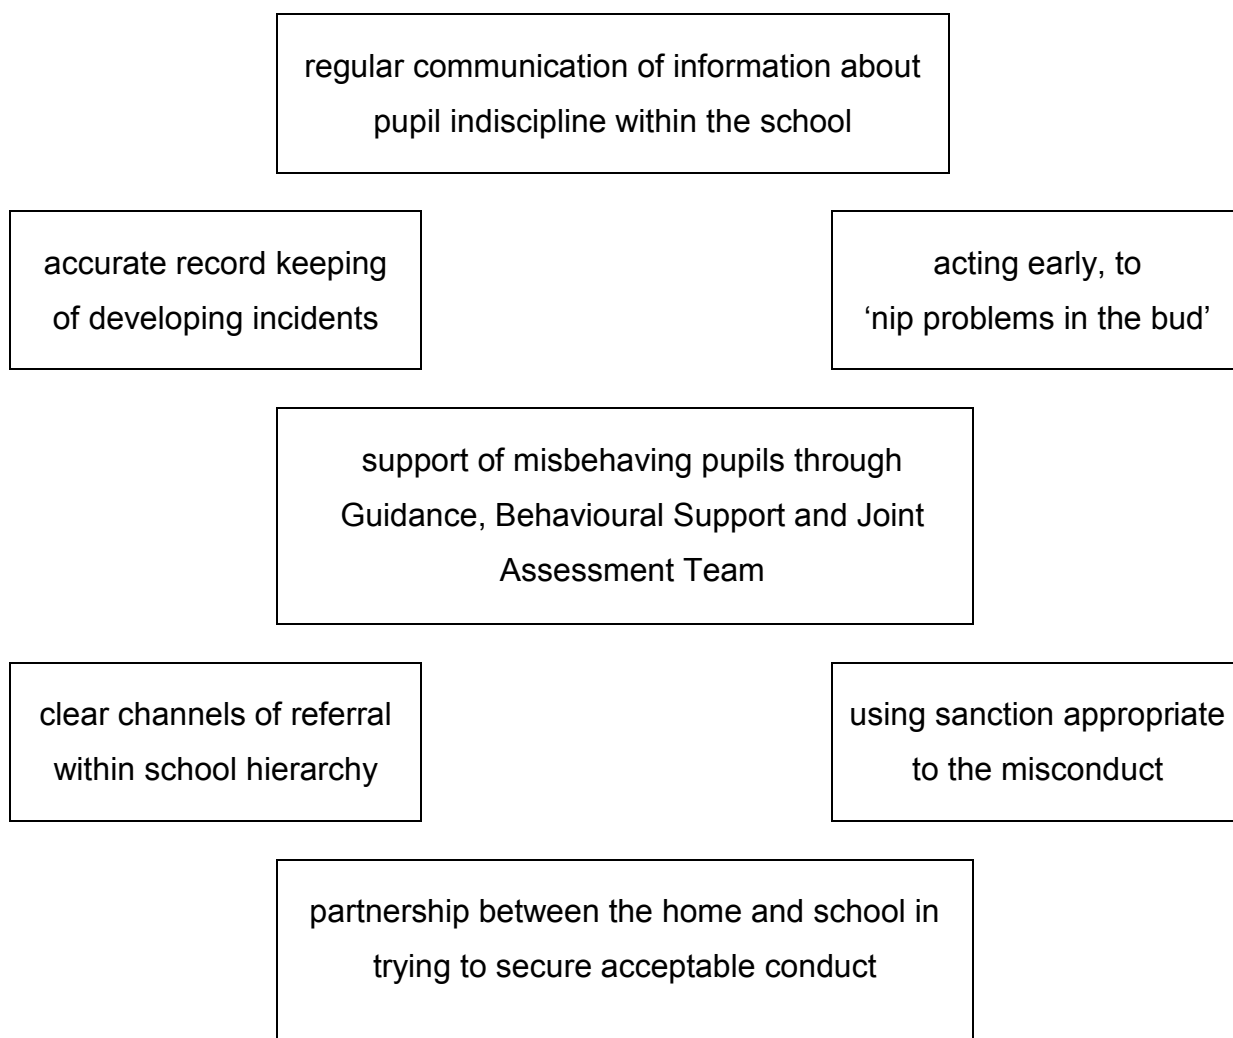 regular communication of information about
pupil indiscipline within the school
accurate record keeping
of developing incidents
acting early, to
‘nip problems in the bud’
support of misbehaving pupils through
Guidance, Behavioural Support and Joint
Assessment Team
clear channels of referral
within school hierarchy
using sanction appropriate
to the misconduct
partnership between the home and school in
trying to secure acceptable conduct